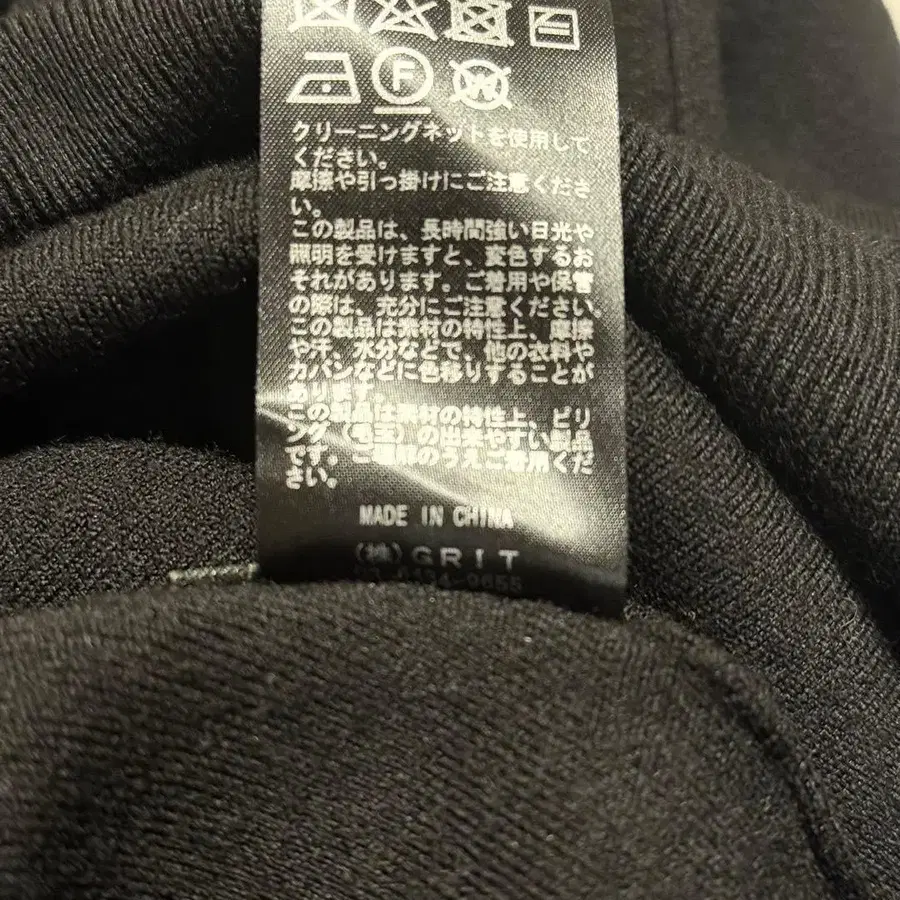 F W
クリーニングネットを使用して
ください。
摩擦や引っ掛けにご注意くださ
い。
この製品は、長時間強い日光や
照明を受けますと、変色するお
それがあります。ご着用や保管
の際は、充分にご注意ください。
この製品は素材の特性上、摩擦
や汗、水分などで、他の衣料や
カバンなどに色移りすることが
あります。
この製品は素材の特性上、ピリ
ング(毛玉)の出来やすい製品
です。ご理解のうえご着用くだ
さい。
MADE IN CHINA
(株)GRIT